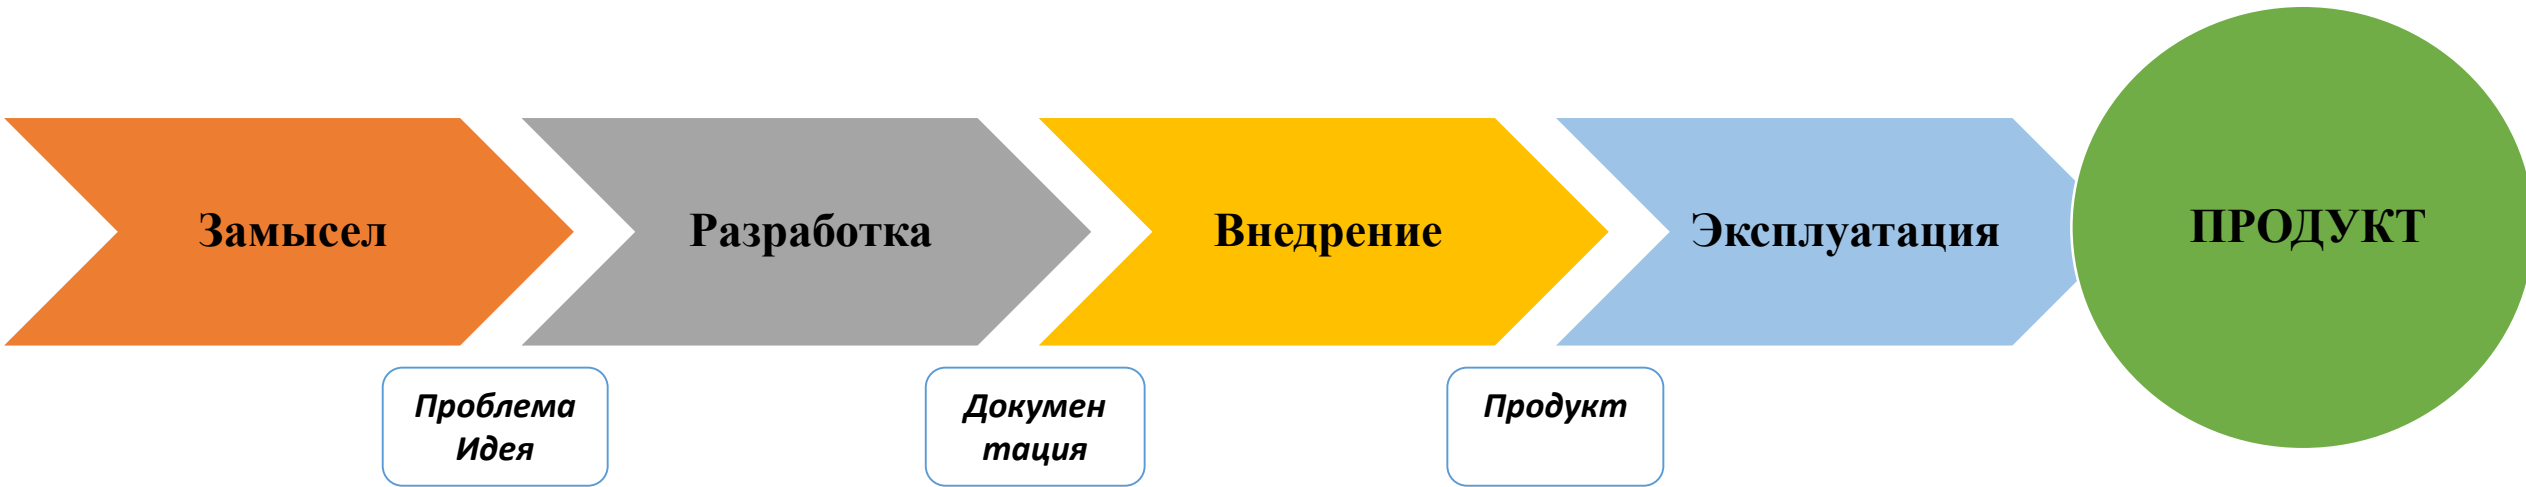 Замысел
Разработка
Внедрение
Эксплуатация
ПРОДУКТ
Проблема
Идея
Докумен
тация
Продукт